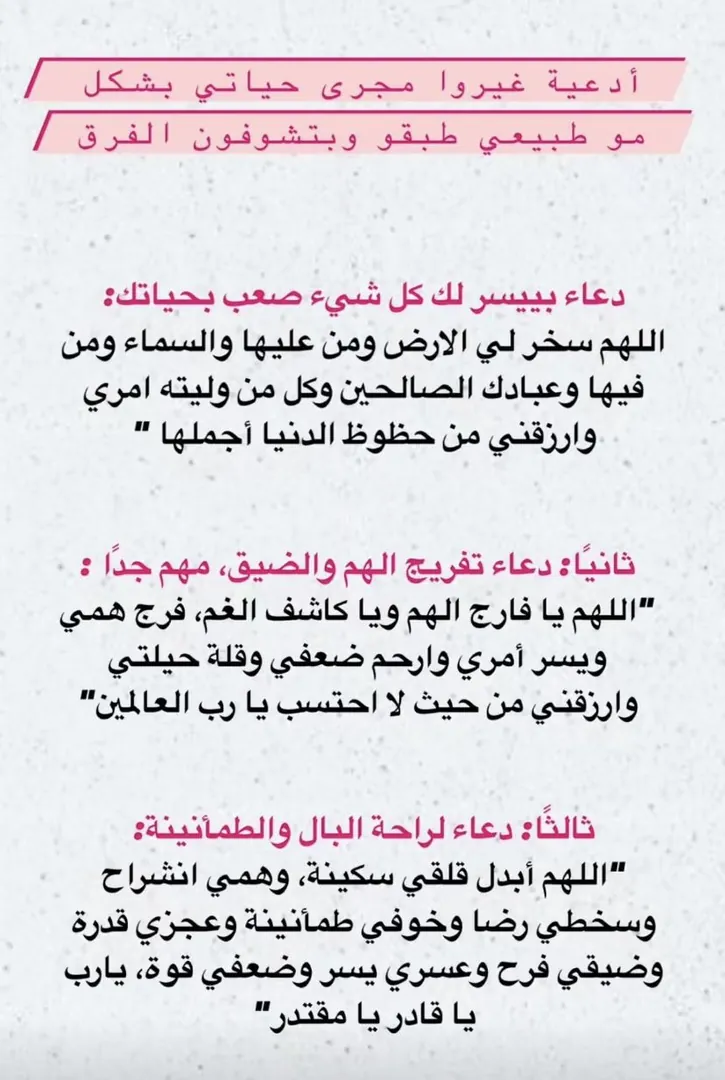 أدعية غيروا مجرى حياتي بشكل
مو طبيعي طبقو وبتشوفون الفرق
دعاء بييسر لك كل شيء صعب بحياتك:
اللهم سخر لي الارض ومن عليها والسماء ومن
فيها وعبادك الصالحين وكل من وليته امري
وارزقني من حظوظ الدنيا أجملها "
ثانيًا: دعاء تفريج الهم والضيق، مهم جدًا :
"اللهم يا فارج الهم ويا كاشف الغم، فرج همي
ويسر أمري وارحم ضعفي وقلة حيلتي
وارزقني من حيث لا احتسب يا رب العالمين"
ثالثًا: دعاء لراحة البال والطمأنينة:
"اللهم أبدل قلقي سكينة، وهمي انشراح
وسخطي رضا وخوفي طمأنينة وعجزي قدرة
وضيقي فرح وعسري يسر وضعفي قوة، يارب
يا قادر يا مقتدر"